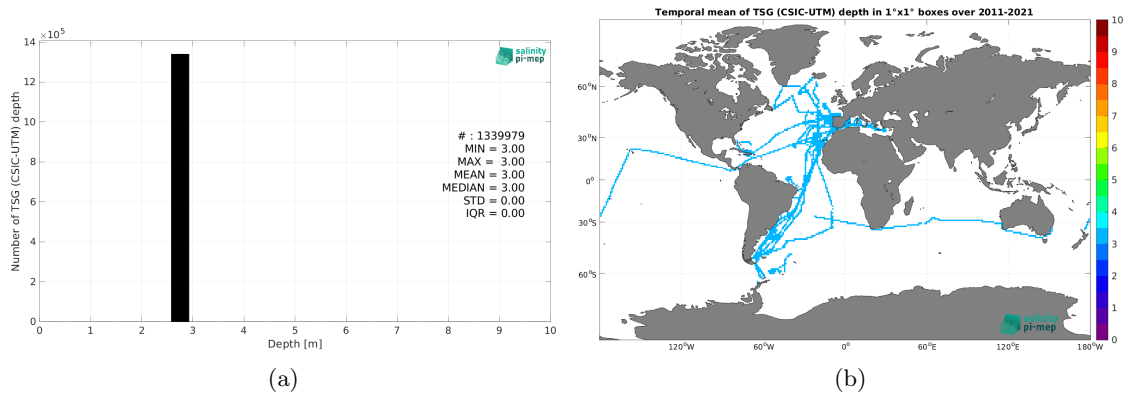 ×10⁵
14
12
10
8
6
4
2
0
Number of TSG (CSIC-UTM) depth
salinity
pi-mep
# : 1339979
MIN = 3.00
MAX = 3.00
MEAN = 3.00
MEDIAN = 3.00
STD = 0.00
IQR = 0.00
0 1 2 3 4 5 6 7 8 9 10
Depth [m]
(a)
Temporal mean of TSG (CSIC-UTM) depth in 1°x1° boxes over 2011-2021
60°N
30°N
0°
30°S
60°S
120°W 60°W 0° 60°E 120°E 180°W
salinity
pi-mep
10
9
8
7
6
5
4
3
2
1
0
(b)